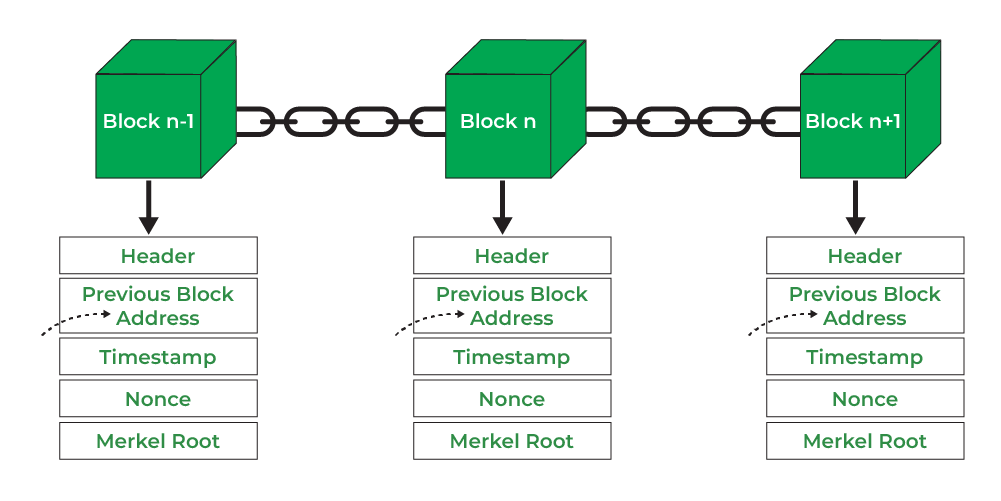 Block n-1
Block n
Block n+1
Header
Previous Block
Address
Timestamp
Nonce
Merkel Root
Header
Previous Block
Address
Timestamp
Nonce
Merkel Root
Header
Previous Block
Address
Timestamp
Nonce
Merkel Root